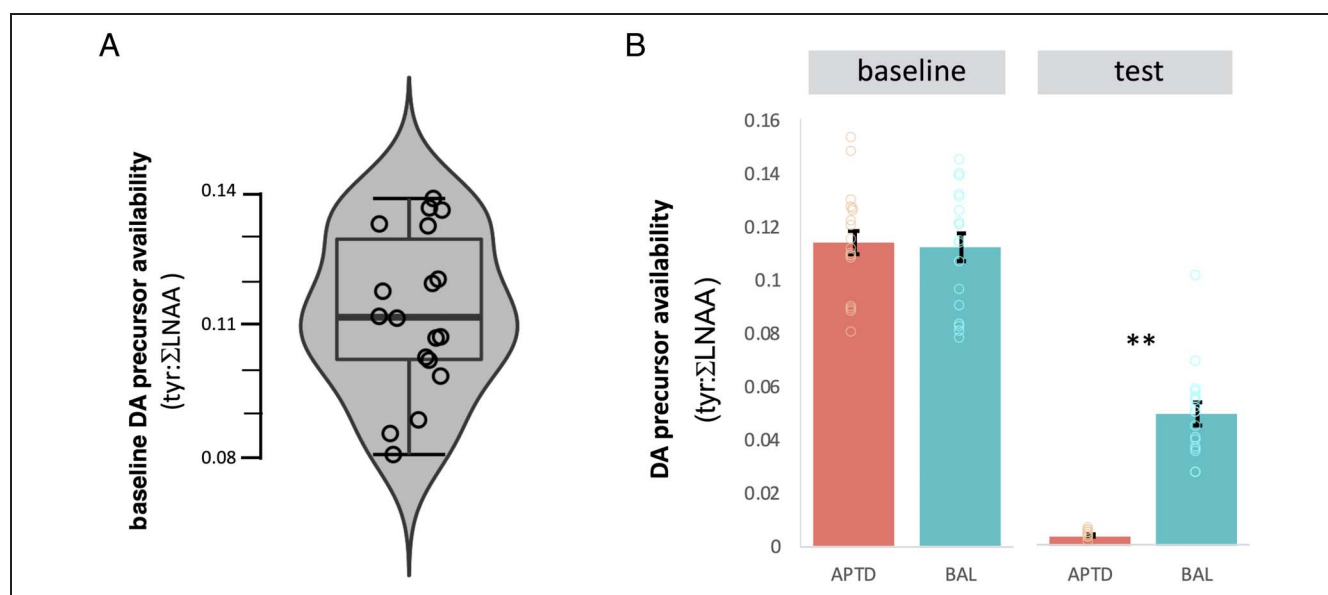 A
baseline DA precursor availability
(tyr:ΣLNAA )
0.14
0.11
0.08
B
baseline
test
DA precursor availability
(tyr:ΣLNAA)
0.16
0.14
0.12
0.1
0.08
0.06
0.04
0.02
0
**
APTD
BAL
APTD
BAL